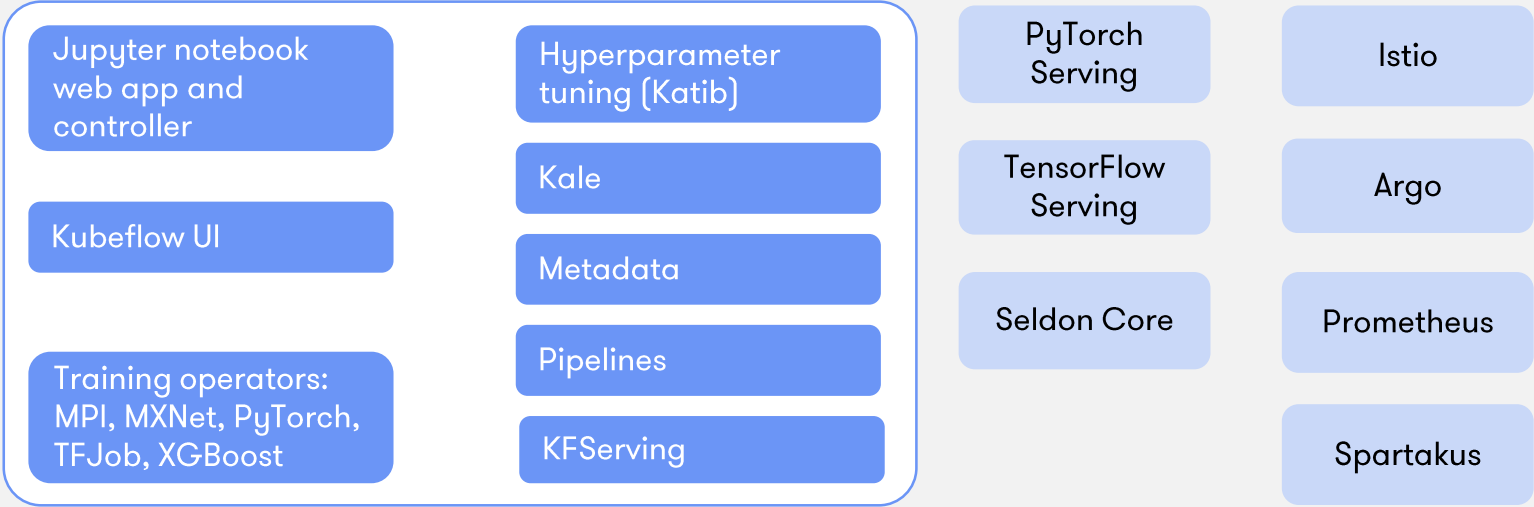 Jupyter notebook
web app and
controller
Kubeflow UI
Training operators:
MPI, MXNet, PyTorch,
TFJob, XGBoost
Hyperparameter
tuning (Katib)
Kale
Metadata
Pipelines
KFServing
PyTorch
Serving
TensorFlow
Serving
Seldon Core
Istio
Argo
Prometheus
Spartakus